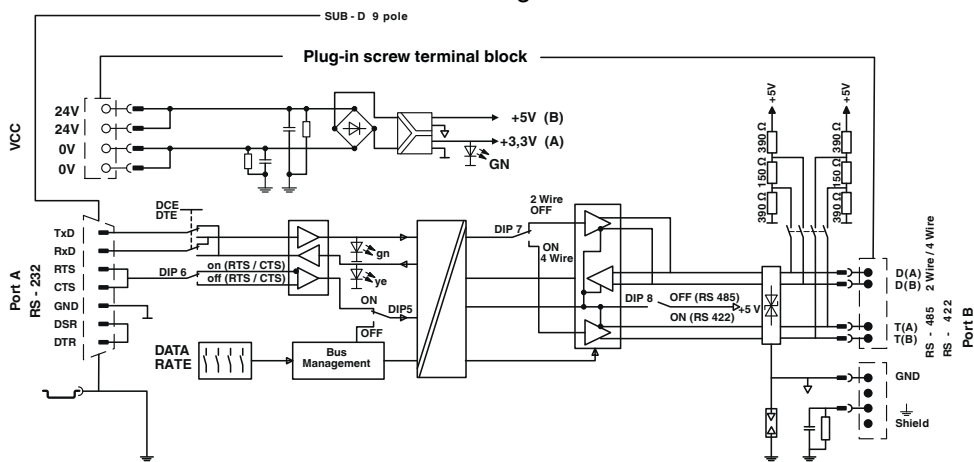 SUB - D 9 pole
Plug-in screw terminal block
VCC
24V
24V
0V
0V
+5V (B)
+3,3V (A)
GN
+5V
+5V
390 Ω
150 Ω
390 Ω
390 Ω
150 Ω
390 Ω
Port A
RS - 232
TxD
RxD
RTS
CTS
GND
DSR
DTR
DCE
DTE
DIP 6
on (RTS / CTS)
off (RTS / CTS)
gn
ye
ON
DIP5
OFF
DATA
RATE
Bus
Management
2 Wire
OFF
DIP 7
ON
4 Wire
DIP 8
OFF (RS 485)
ON (RS 422)
+5 V
D(A)
D(B)
T(A)
T(B)
2 Wire / 4 Wire
RS - 485
RS - 422
Port B
GND
Shield